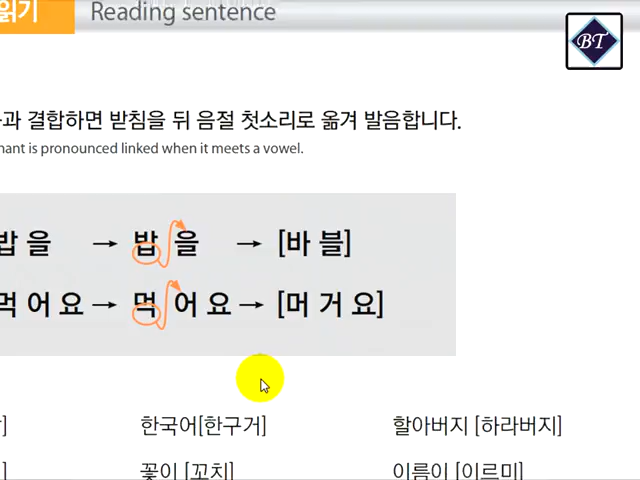 읽기 Reading sentence
BT
과 결합하면 받침을 뒤 음절 첫소리로 옮겨 발음합니다.
nant is pronounced linked when it meets a vowel.
밥 을 → 밥 을 → [바 블]
먹 어 요 → 먹 어 요 → [머 거 요]
한국어[한구거] 할아버지 [하라버지]
꽃이 [꼬치] 이름이 [이르미]